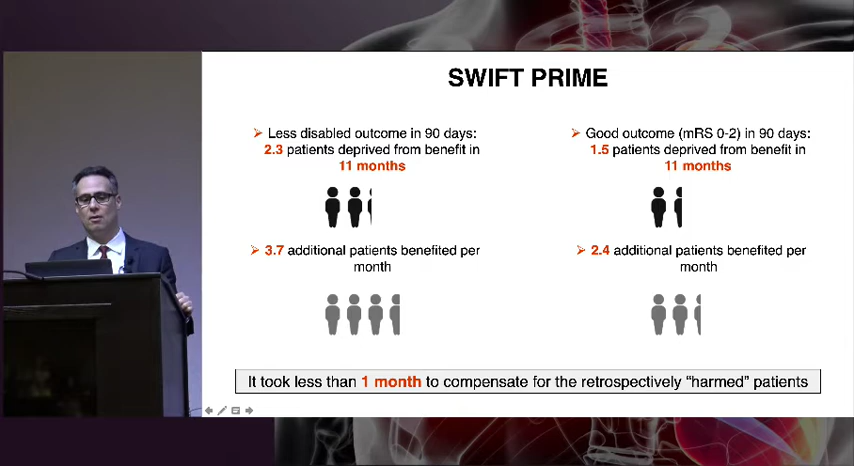 SWIFT PRIME
➢ Less disabled outcome in 90 days:
2.3 patients deprived from benefit in
11 months
➢ 3.7 additional patients benefited per
month
➢ Good outcome (mRS 0-2) in 90 days:
1.5 patients deprived from benefit in
11 months
➢ 2.4 additional patients benefited per
month
It took less than 1 month to compensate for the retrospectively “harmed” patients